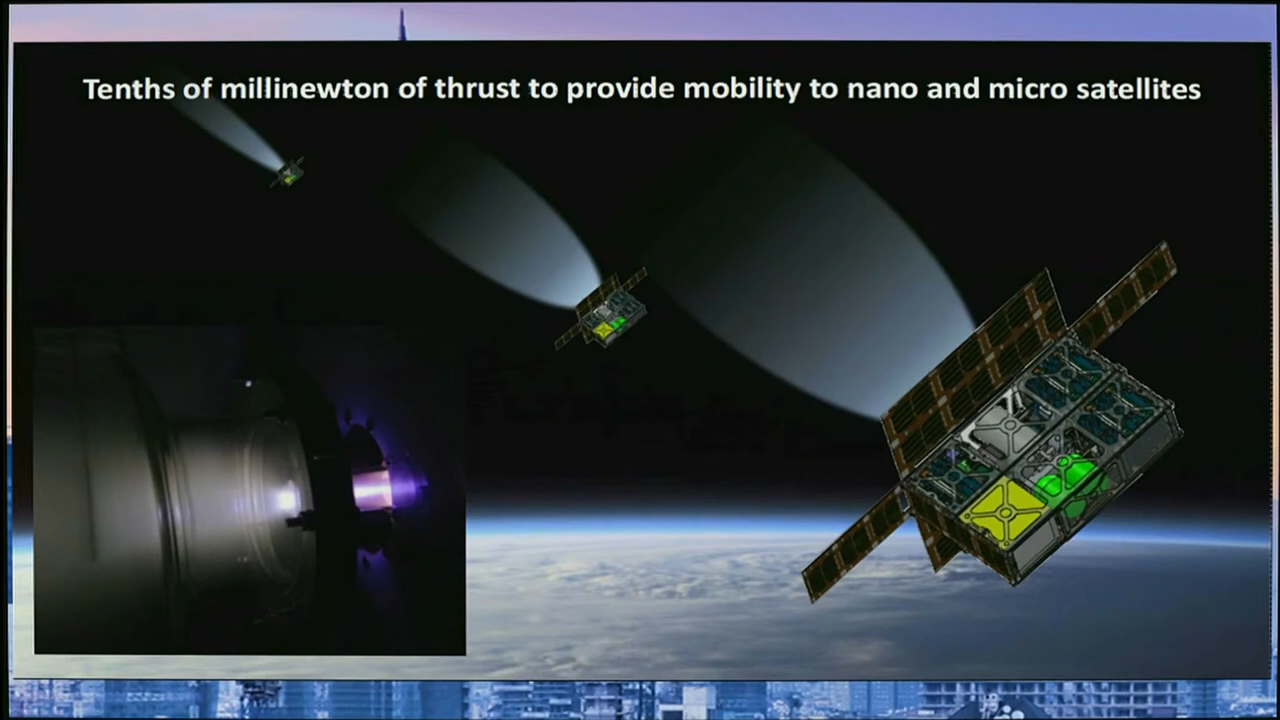 Tenths of millinewton of thrust to provide mobility to nano and micro satellites